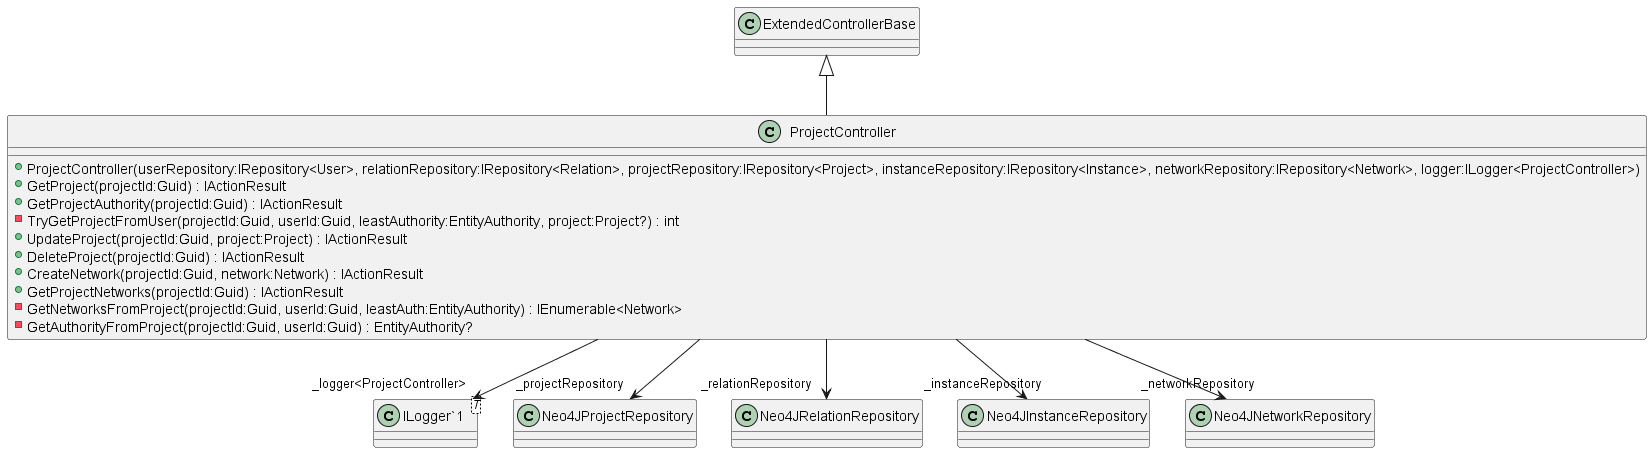 C ExtendedControllerBase
C ProjectController
ProjectController(userRepository:IRepository<User>, relationRepository:IRepository<Relation>, projectRepository:IRepository<Project>, instanceRepository:IRepository<Instance>, networkRepository:IRepository<Network>, logger:ILogger<ProjectController>)
GetProject(projectId:Guid) : IActionResult
GetProjectAuthority(projectId:Guid) : IActionResult
TryGetProjectFromUser(projectId:Guid, userId:Guid, leastAuthority:EntityAuthority, project:Project?) : int
UpdateProject(projectId:Guid, project:Project) : IActionResult
DeleteProject(projectId:Guid) : IActionResult
CreateNetwork(projectId:Guid, network:Network) : IActionResult
GetProjectNetworks(projectId:Guid) : IActionResult
GetNetworksFromProject(projectId:Guid, userId:Guid, leastAuth:EntityAuthority) : IEnumerable<Network>
GetAuthorityFromProject(projectId:Guid, userId:Guid) : EntityAuthority?
_logger<ProjectController>
_projectRepository
_relationRepository
_instanceRepository
_networkRepository
C ILogger`1
T
C Neo4JProjectRepository
C Neo4JRelationRepository
C Neo4JInstanceRepository
C Neo4JNetworkRepository